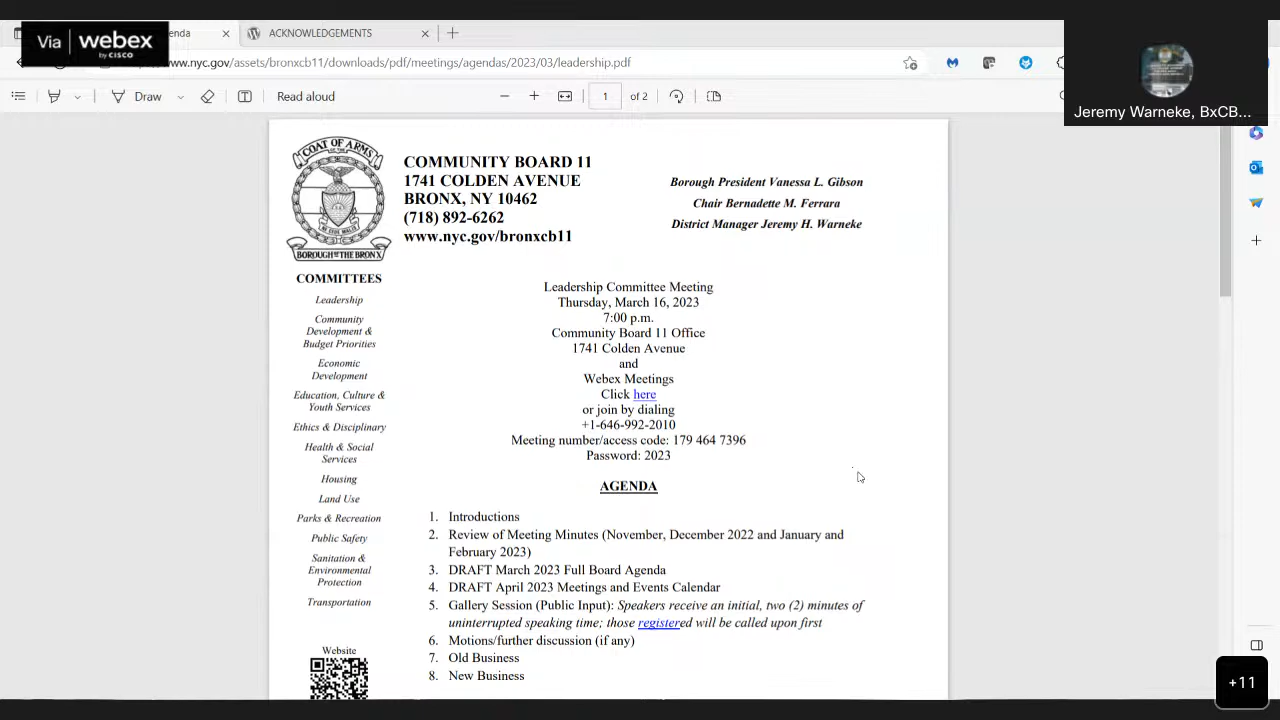 Via webex
by CISCO
enda
ACKNOWLEDGEMENTS
ww.nyc.gov/assets/bronxcb11/downloads/pdf/meetings/agendas/2023/03/leadership.pdf
Draw
Read aloud
1 of 2
Jeremy Warneke, BxCB...
COAT OF ARMS
OF THE
BOROUGH OF THE BRONX
COMMUNITY BOARD 11
1741 COLDEN AVENUE
BRONX, NY 10462
(718) 892-6262
www.nyc.gov/bronxcb11
Borough President Vanessa L. Gibson
Chair Bernadette M. Ferrara
District Manager Jeremy H. Warneke
COMMITTEES
Leadership
Community
Development &
Budget Priorities
Economic
Development
Education, Culture &
Youth Services
Ethics & Disciplinary
Health & Social
Services
Housing
Land Use
Parks & Recreation
Public Safety
Sanitation &
Environmental
Protection
Transportation
Website
Leadership Committee Meeting
Thursday, March 16, 2023
7:00 p.m.
Community Board 11 Office
1741 Colden Avenue
and
Webex Meetings
Click here
or join by dialing
+1-646-992-2010
Meeting number/access code: 179 464 7396
Password: 2023
AGENDA
1. Introductions
2. Review of Meeting Minutes (November, December 2022 and January and
February 2023)
3. DRAFT March 2023 Full Board Agenda
4. DRAFT April 2023 Meetings and Events Calendar
5. Gallery Session (Public Input): Speakers receive an initial, two (2) minutes of
uninterrupted speaking time; those registered will be called upon first
6. Motions/further discussion (if any)
7. Old Business
8. New Business
+11